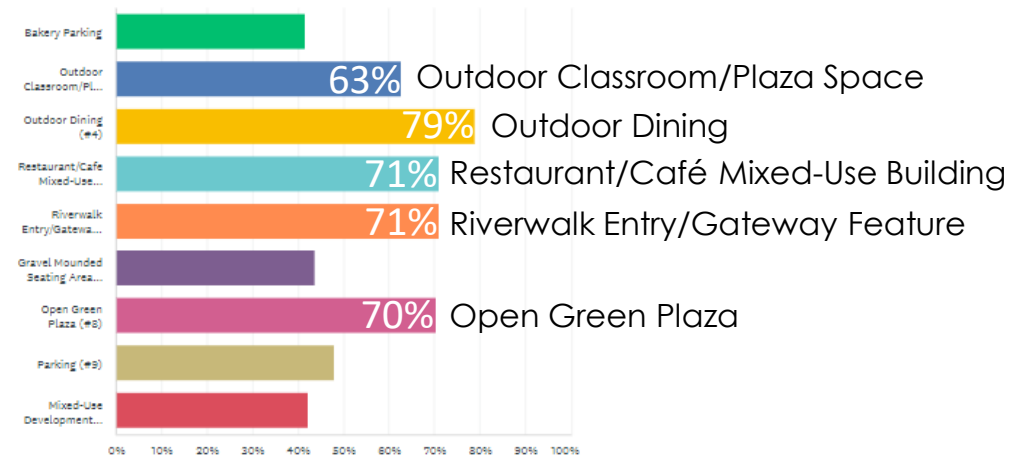 Bakery Parking
Outdoor
Classroom/Pl...
63% Outdoor Classroom/Plaza Space
Outdoor Dining
(#4)
79% Outdoor Dining
Restaurant/Cafe
Mixed-Use...
71% Restaurant/Café Mixed-Use Building
Riverwalk
Entry/Gatewa...
71% Riverwalk Entry/Gateway Feature
Gravel Mounded
Seating Area...
Open Green
Plaza (#8)
70% Open Green Plaza
Parking (#9)
Mixed-Use
Development...
0% 10% 20% 30% 40% 50% 60% 70% 80% 90% 100%